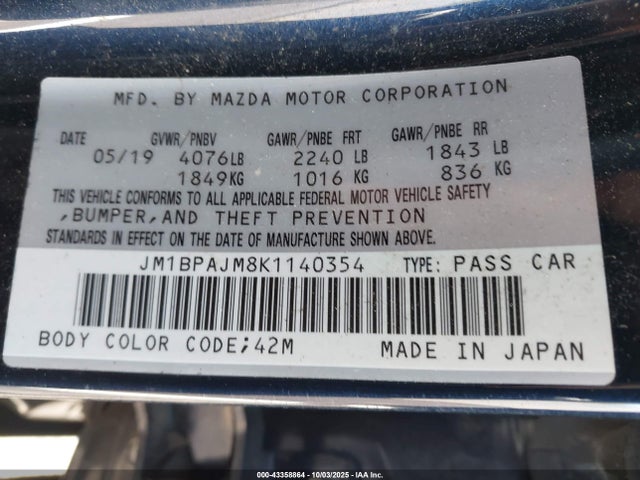 MFD. BY MAZDA MOTOR CORPORATION
DATE GVWR/PNBV GAWR/PNBE FRT GAWR/PNBE RR
05/19 4076LB 2240 LB 1843 LB
1849KG 1016 KG 836 KG
THIS VEHICLE CONFORMS TO ALL APPLICABLE FEDERAL MOTOR VEHICLE SAFETY
,BUMPER,AND THEFT PREVENTION
STANDARDS IN EFFECT ON THE DATE OF MANUFACTURE SHOWN ABOVE.
JM1BPAJM8K1140354 TYPE: PASS CAR
BODY COLOR CODE;42M MADE IN JAPAN
000-43358864 | 10/03/2025 | IAA Inc.